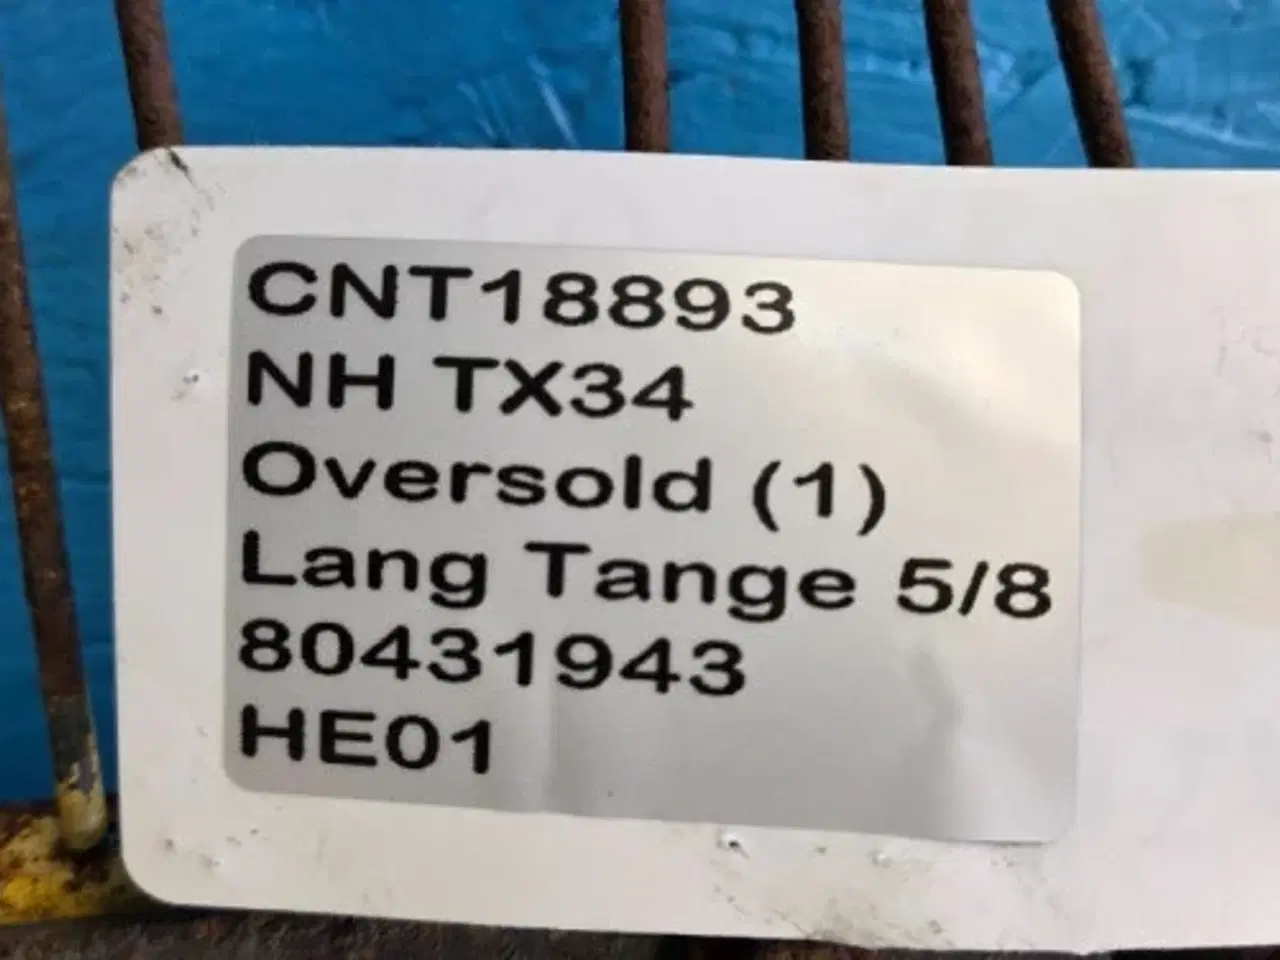 CNT18893
NH TX34
Oversold (1)
Lang Tange 5/8
80431943
HE01